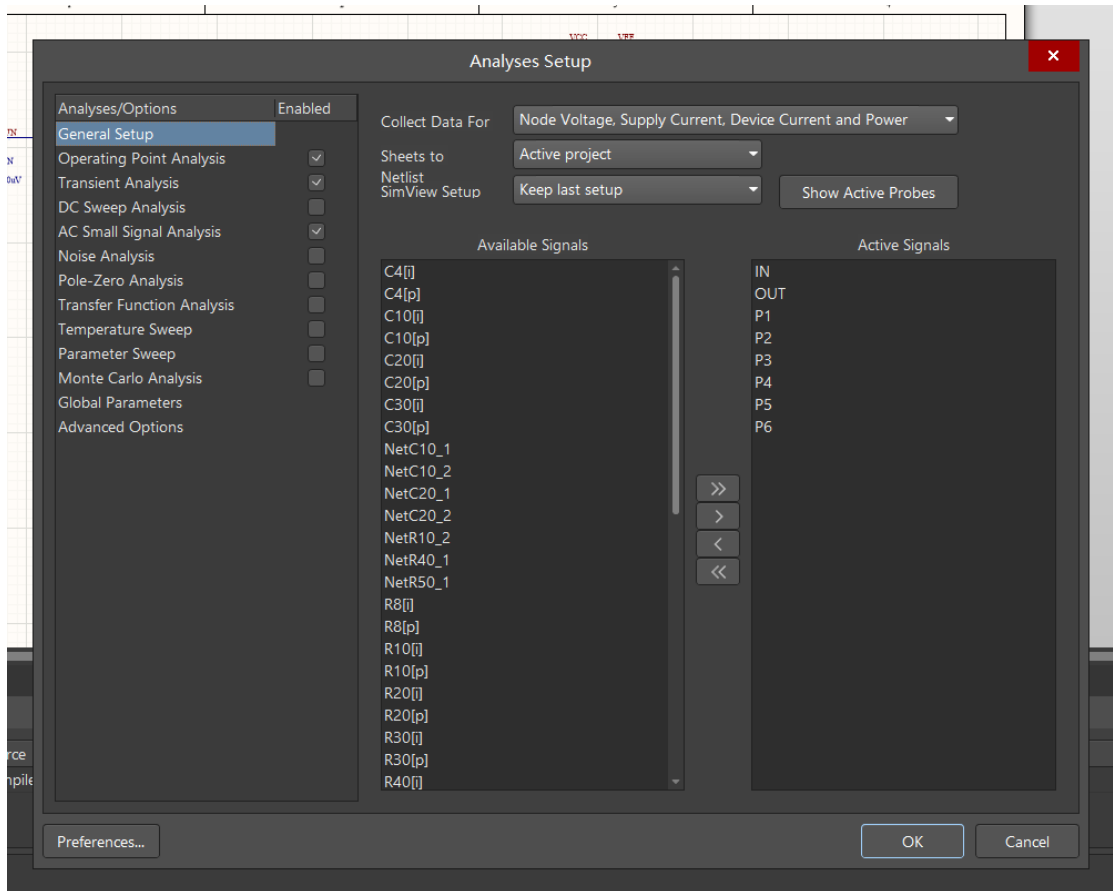 VCC VEE
Analyses Setup
Analyses/Options Enabled
General Setup
Operating Point Analysis
Transient Analysis
DC Sweep Analysis
AC Small Signal Analysis
Noise Analysis
Pole-Zero Analysis
Transfer Function Analysis
Temperature Sweep
Parameter Sweep
Monte Carlo Analysis
Global Parameters
Advanced Options
Collect Data For Node Voltage, Supply Current, Device Current and Power
Sheets to Netlist Active project
SimView Setup Keep last setup Show Active Probes
Available Signals
C4[i]
C4[p]
C10[i]
C10[p]
C20[i]
C20[p]
C30[i]
C30[p]
NetC10_1
NetC10_2
NetC20_1
NetC20_2
NetR10_2
NetR40_1
NetR50_1
R8[i]
R8[p]
R10[i]
R10[p]
R20[i]
R20[p]
R30[i]
R30[p]
R40[i]
>>
>
<
<<
Active Signals
IN
OUT
P1
P2
P3
P4
P5
P6
Preferences... OK Cancel